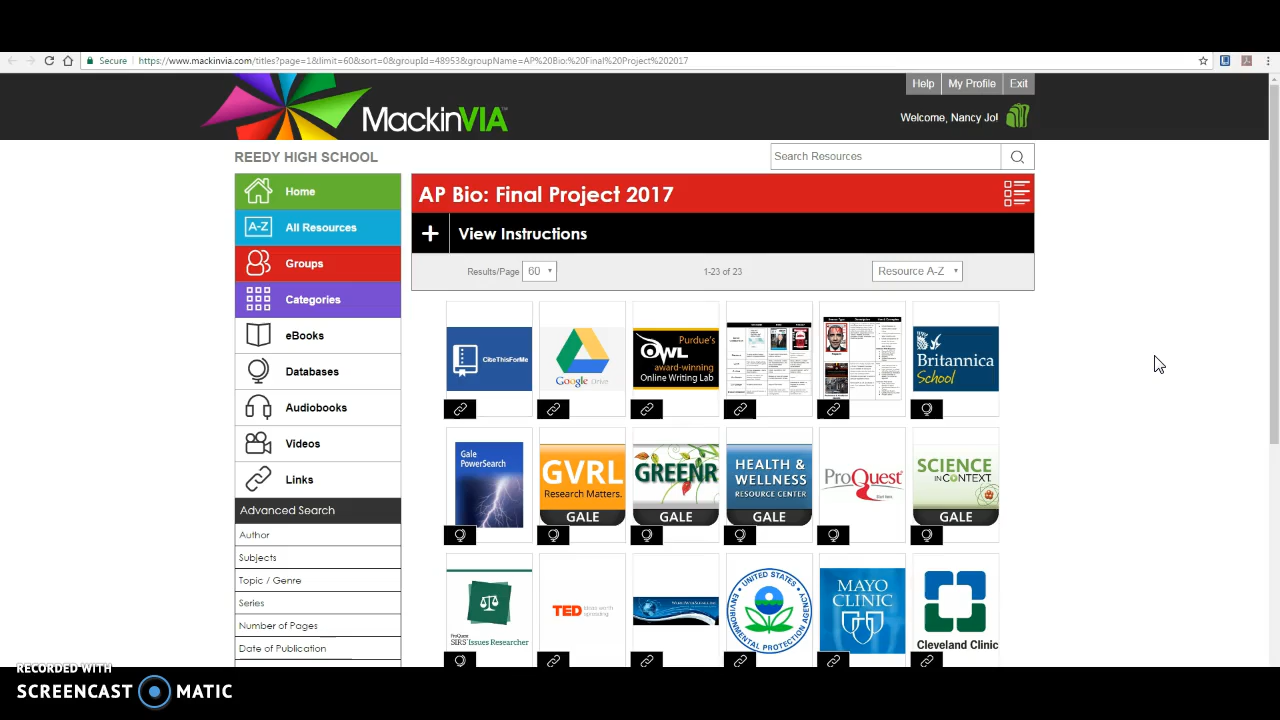 Secure
https://www.mackinvia.com/titles?page=1&limit=60&sort=0&groupId=48953&groupName=AP%20Bio:%20Final%20Project%202017
MackinVIA™
Help
My Profile
Exit
Welcome, Nancy Jo!
REEDY HIGH SCHOOL
Search Resources
Home
A-Z
All Resources
Groups
Categories
eBooks
Databases
Audiobooks
Videos
Links
Advanced Search
Author
Subjects
Topic / Genre
Series
Number of Pages
Date of Publication
AP Bio: Final Project 2017
View Instructions
Results/Page
60
1-23 of 23
Resource A-Z
CiteThisForMe
Google Drive
OWL
Purdue's
award-winning
Online Writing Lab
Britannica
School
Gale
PowerSearch
GVRL
Research Matters.
GALE
GREENR
GALE
HEALTH &
WELLNESS
RESOURCE CENTER
GALE
ProQuest
SCIENCE
IN CONTEXT
GALE
ProQuest
SIRS Issues Researcher
TED Ideas worth
spreading
UNITED STATES
ENVIRONMENTAL PROTECTION AGENCY
MAYO
CLINIC
Cleveland Clinic
RECORDED WITH
SCREENCAST MATIC